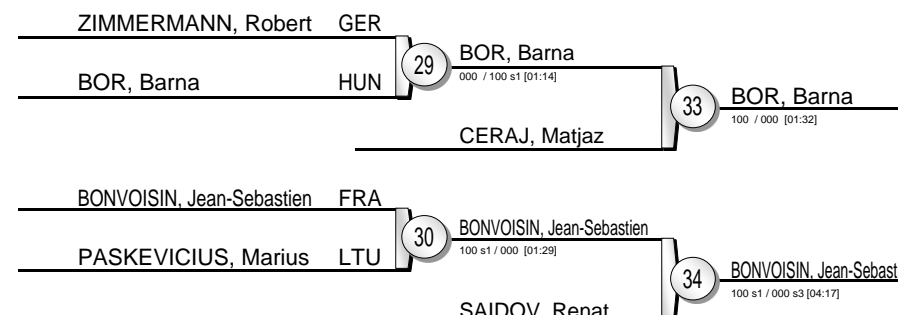 ZIMMERMANN, Robert GER
29
BOR, Barna
000 / 100 s1 [01:14]
BOR, Barna HUN
33
BOR, Barna
100 / 000 [01:32]
CERAJ, Matjaz
BONVOISIN, Jean-Sebastien FRA
30
BONVOISIN, Jean-Sebastien
100 s1 / 000 [01:29]
PASKEVICIUS, Marius LTU
34
BONVOISIN, Jean-Sebast
100 s1 / 000 s3 [04:17]
SAIDOV, Renat